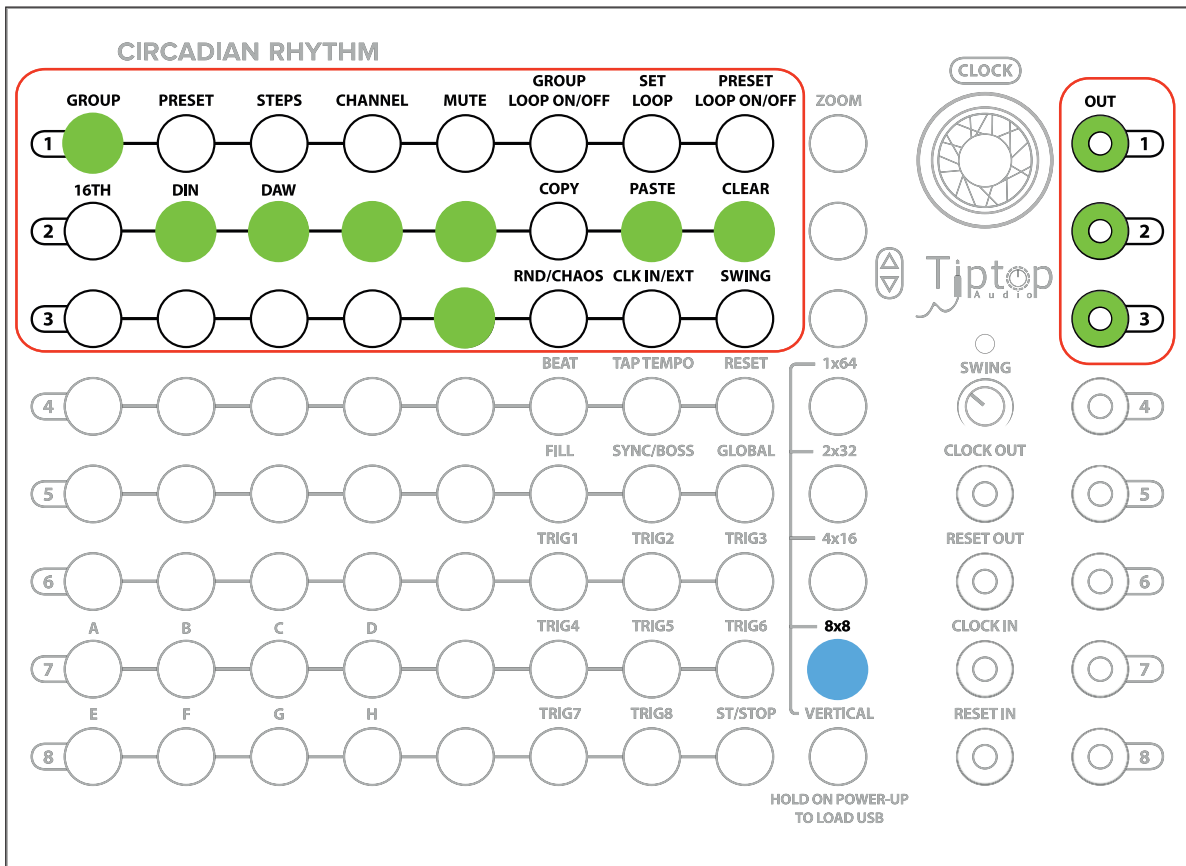 CIRCADIAN RHYTHM
CLOCK
GROUP PRESET STEPS CHANNEL MUTE GROUP LOOP ON/OFF SET LOOP PRESET LOOP ON/OFF ZOOM OUT
1 1
16TH DIN DAW COPY PASTE CLEAR
2 2
RND/CHAOS CLK IN/EXT SWING
Tiptop
Audio
3 3
BEAT TAP TEMPO RESET 1x64 SWING
4 4
FILL SYNC/BOSS GLOBAL 2x32 CLOCK OUT
5 5
TRIG1 TRIG2 TRIG3 4x16 RESET OUT
6 6
A B C D TRIG4 TRIG5 TRIG6 8x8 CLOCK IN
7 7
E F G H TRIG7 TRIG8 ST/STOP VERTICAL RESET IN
8 8
HOLD ON POWER-UP
TO LOAD USB